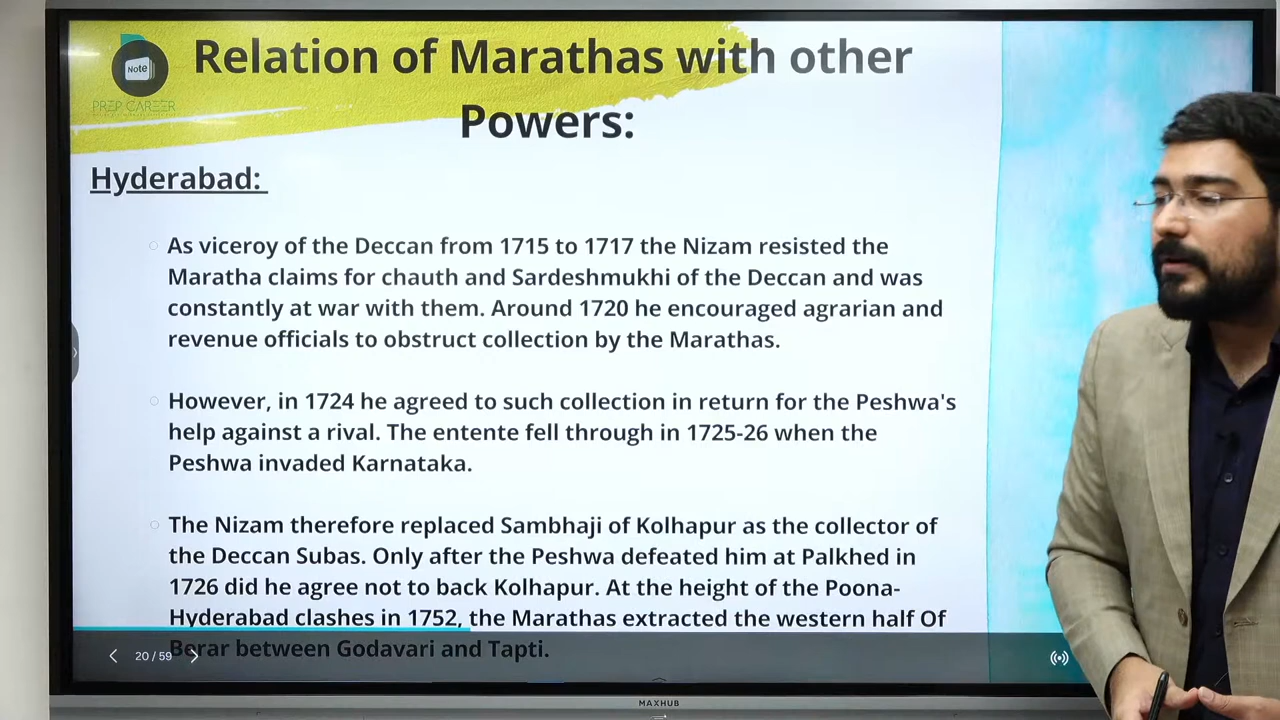 Note
PREP CAREER
Relation of Marathas with other
Powers:
Hyderabad:
As viceroy of the Deccan from 1715 to 1717 the Nizam resisted the
Maratha claims for chauth and Sardeshmukhi of the Deccan and was
constantly at war with them. Around 1720 he encouraged agrarian and
revenue officials to obstruct collection by the Marathas.
However, in 1724 he agreed to such collection in return for the Peshwa's
help against a rival. The entente fell through in 1725-26 when the
Peshwa invaded Karnataka.
The Nizam therefore replaced Sambhaji of Kolhapur as the collector of
the Deccan Subas. Only after the Peshwa defeated him at Palkhed in
1726 did he agree not to back Kolhapur. At the height of the Poona-
Hyderabad clashes in 1752, the Marathas extracted the western half Of
Berar between Godavari and Tapti.
20 / 59
MAXHUB